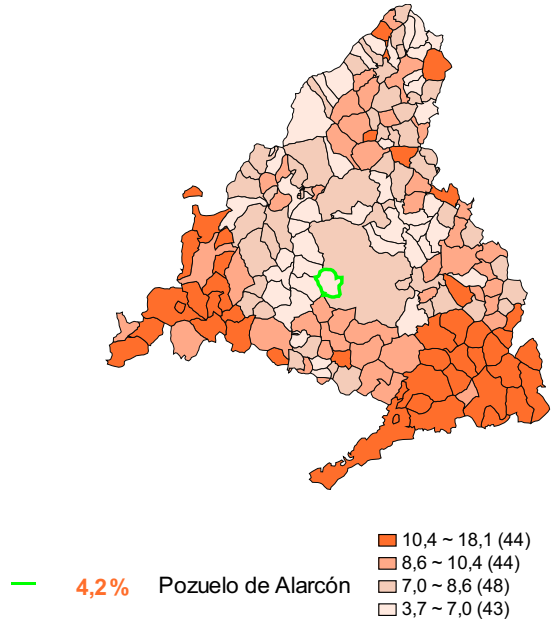 10,4 ~ 18,1 (44)
8,6 ~ 10,4 (44)
7,0 ~ 8,6 (48)
3,7 ~ 7,0 (43)
4,2% Pozuelo de Alarcón